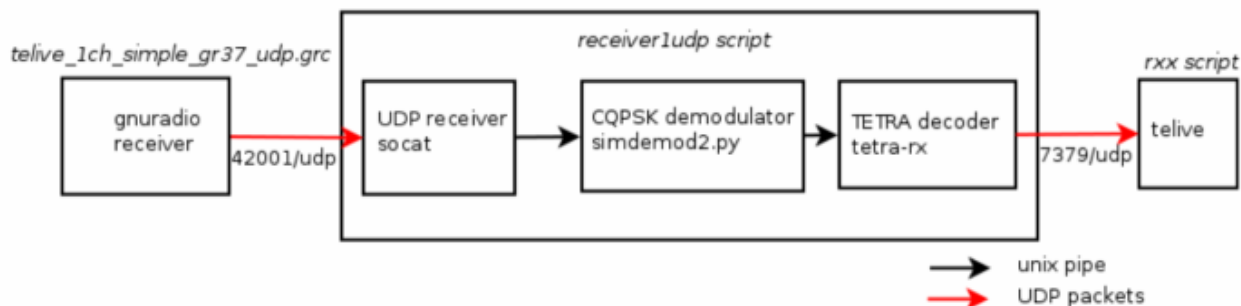 receiver1udp script
telive_1ch_simple_gr37_udp.grc
rxx script
gnuradio
receiver
42001/udp
UDP receiver
socat
CQPSK demodulator
simdemod2.py
TETRA decoder
tetra-rx
7379/udp
telive
unix pipe
UDP packets